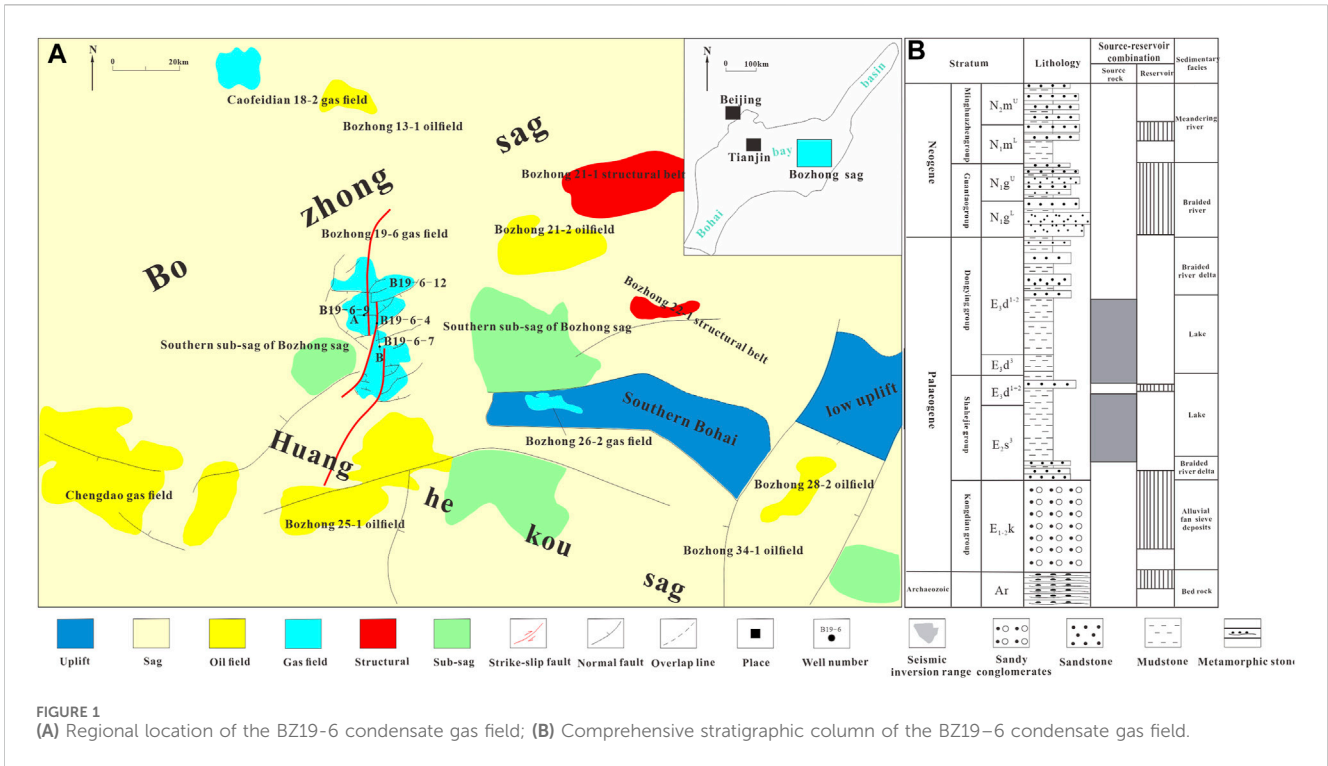 A
N
0 20km
Caofeidian 18-2 gas field
Bozhong 13-1 oilfield
sag
zhong
Bo
Bozhong 21-1 structural belt
Bozhong 19-6 gas field
Bozhong 21-2 oilfield
B19-6-12
B19-6-9
A
B19-6-4
B19-6-7
B
Bozhong 22-1 structural belt
Southern sub-sag of Bozhong sag
Southern sub-sag of Bozhong sag
Southern Bohai
low uplift
Bozhong 26-2 gas field
Huang
he
kou
sag
Chengdao gas field
Bozhong 25-1 oilfield
Bozhong 28-2 oilfield
Bozhong 34-1 oilfield
N
0 100km
Beijing
Tianjin
Bozhong sag
Bohai
bay
basin
B
Stratum
Lithology
Source-reservoir combination
Source rock
Reservoir
Sedimentary facies
Neogene
Minghuazhengroup
N₂mᵁ
N₁mᴸ
Meandering river
Guantaogroup
N₁gᵁ
N₁gᴸ
Braided river
Palaeogene
Dongying group
E₃d¹⁻²
E₃d³
Braided river delta
Lake
Shahejie group
E₃d¹⁺²
E₂s³
Lake
Braided river delta
Kongdian group
E₁₋₂k
Alluvial fan sieve deposits
Archaeozoic
Ar
Bed rock
Uplift
Sag
Oil field
Gas field
Structural
Sub-sag
Strike-slip fault
Normal fault
Overlap line
Place
B19-6
Well number
Seismic inversion range
Sandy conglomerates
Sandstone
Mudstone
Metamorphic stone
FIGURE 1
(A) Regional location of the BZ19-6 condensate gas field; (B) Comprehensive stratigraphic column of the BZ19–6 condensate gas field.